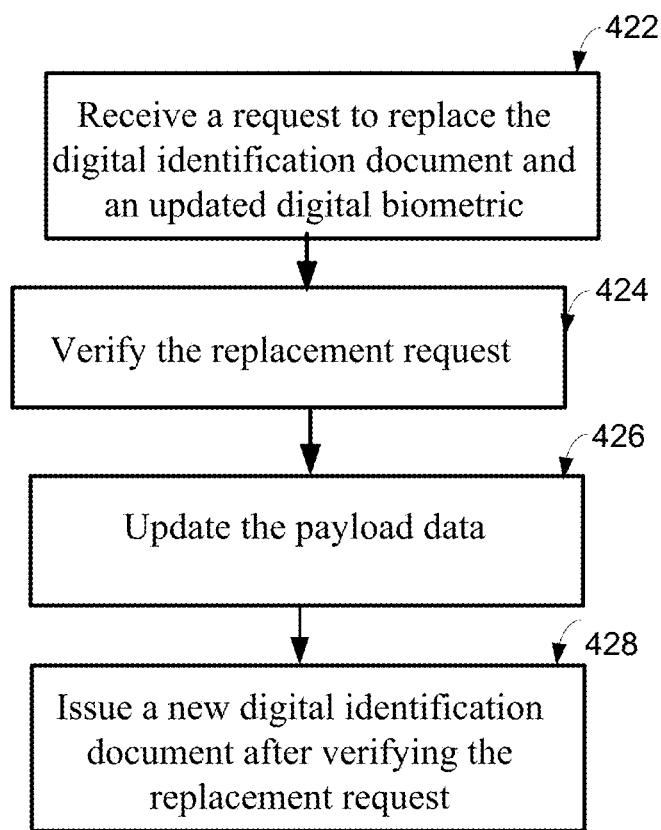 422
Receive a request to replace the
digital identification document and
an updated digital biometric
424
Verify the replacement request
426
Update the payload data
428
Issue a new digital identification
document after verifying the
replacement request